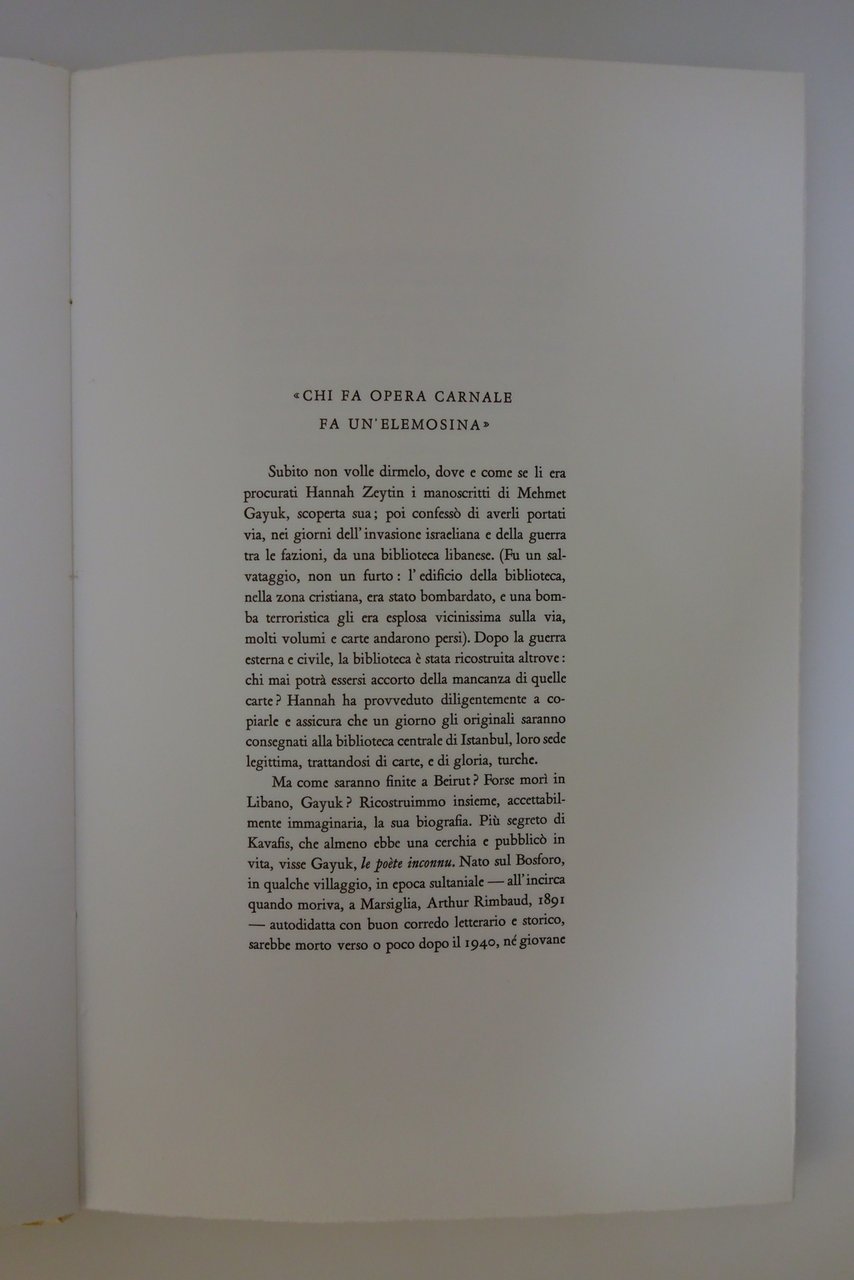 «CHI FA OPERA CARNALE
FA UN'ELEMOSINA»
Subito non volle dirmelo, dove e come se li era
procurati Hannah Zeytin i manoscritti di Mehmet
Gayuk, scoperta sua; poi confessò di averli portati
via, nei giorni dell'invasione israeliana e della guerra
tra le fazioni, da una biblioteca libanese. (Fu un sal-
vataggio, non un furto: l'edificio della biblioteca,
nella zona cristiana, era stato bombardato, e una bom-
ba terroristica gli era esplosa vicinissima sulla via,
molti volumi e carte andarono persi). Dopo la guerra
esterna e civile, la biblioteca è stata ricostruita altrove:
chi mai potrà essersi accorto della mancanza di quelle
carte? Hannah ha provveduto diligentemente a co-
piarle e assicura che un giorno gli originali saranno
consegnati alla biblioteca centrale di Istanbul, loro sede
legittima, trattandosi di carte, e di gloria, turche.
Ma come saranno finite a Beirut? Forse morì in
Libano, Gayuk? Ricostruimmo insieme, accettabil-
mente immaginaria, la sua biografia. Più segreto di
Kavafis, che almeno ebbe una cerchia e pubblicò in
vita, visse Gayuk, le poète inconnu. Nato sul Bosforo,
in qualche villaggio, in epoca sultaniale — all'incirca
quando moriva, a Marsiglia, Arthur Rimbaud, 1891
— autodidatta con buon corredo letterario e storico,
sarebbe morto verso o poco dopo il 1940, né giovane